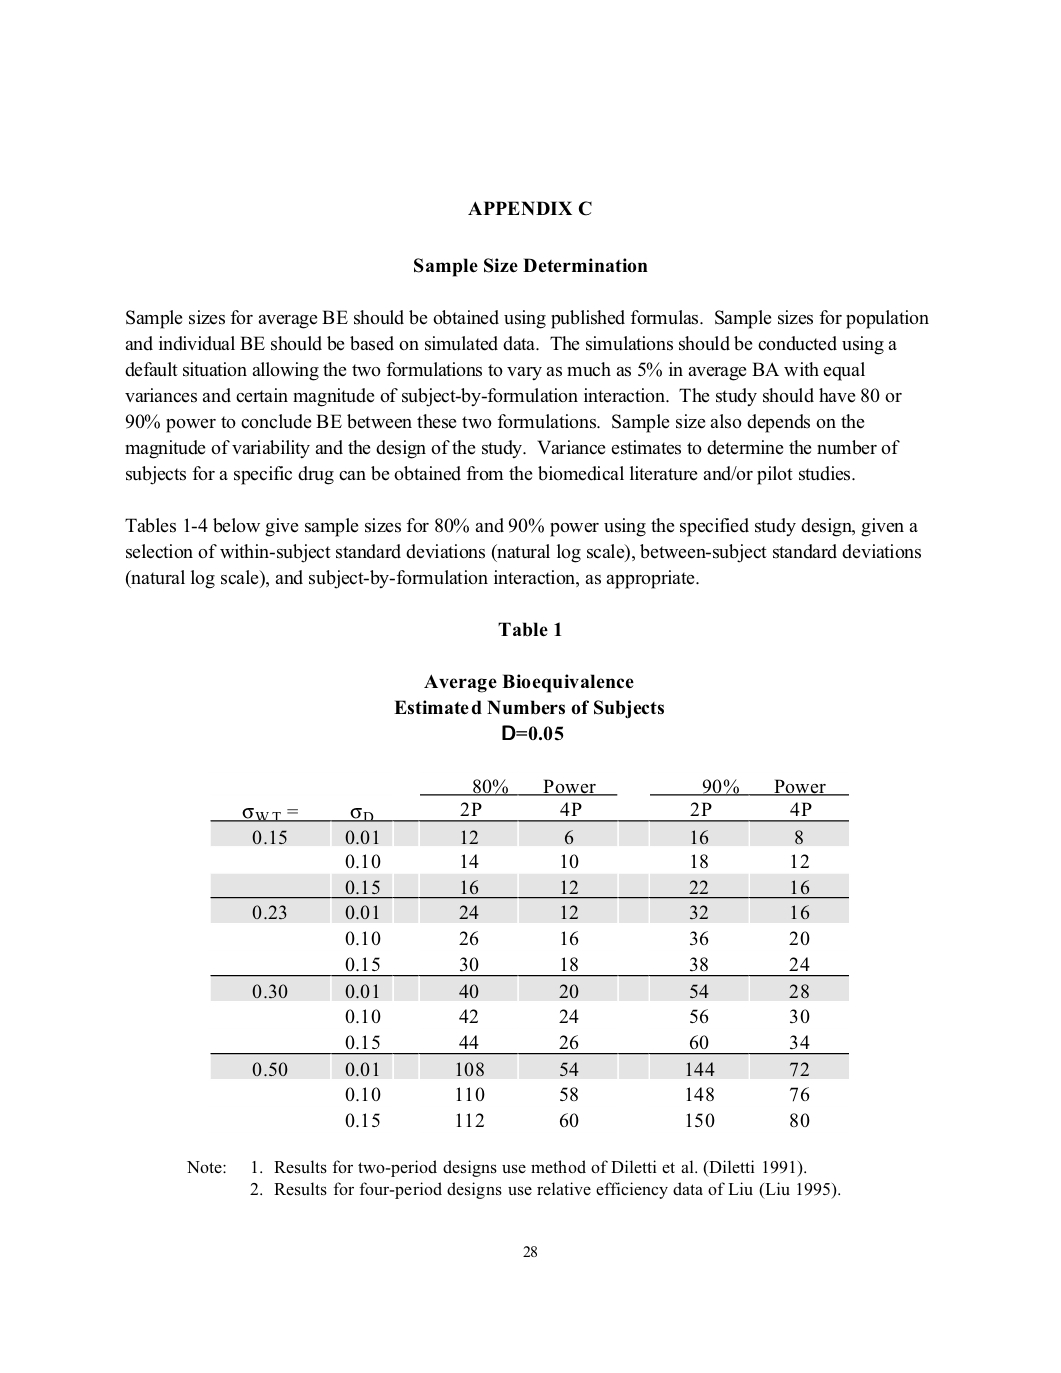 APPENDIX C
Sample Size Determination
Sample sizes for average BE should be obtained using published formulas.  Sample sizes for population
and individual BE should be based on simulated data.  The simulations should be conducted using a
default situation allowing the two formulations to vary as much as 5% in average BA with equal
variances and certain magnitude of subject-by-formulation interaction.  The study should have 80 or
90% power to conclude BE between these two formulations.  Sample size also depends on the
magnitude of variability and the design of the study.  Variance estimates to determine the number of
subjects for a specific drug can be obtained from the biomedical literature and/or pilot studies.
Tables 1-4 below give sample sizes for 80% and 90% power using the specified study design, given a
selection of within-subject standard deviations (natural log scale), between-subject standard deviations
(natural log scale), and subject-by-formulation interaction, as appropriate.
Table 1
Average Bioequivalence
Estimated Numbers of Subjects
D=0.05
80% Power 90% Power
σWT = σD 2P 4P 2P 4P
0.15 0.01 12 6 16 8
0.10 14 10 18 12
0.15 16 12 22 16
0.23 0.01 24 12 32 16
0.10 26 16 36 20
0.15 30 18 38 24
0.30 0.01 40 20 54 28
0.10 42 24 56 30
0.15 44 26 60 34
0.50 0.01 108 54 144 72
0.10 110 58 148 76
0.15 112 60 150 80
Note: 1. Results for two-period designs use method of Diletti et al. (Diletti 1991).
2. Results for four-period designs use relative efficiency data of Liu (Liu 1995).
28